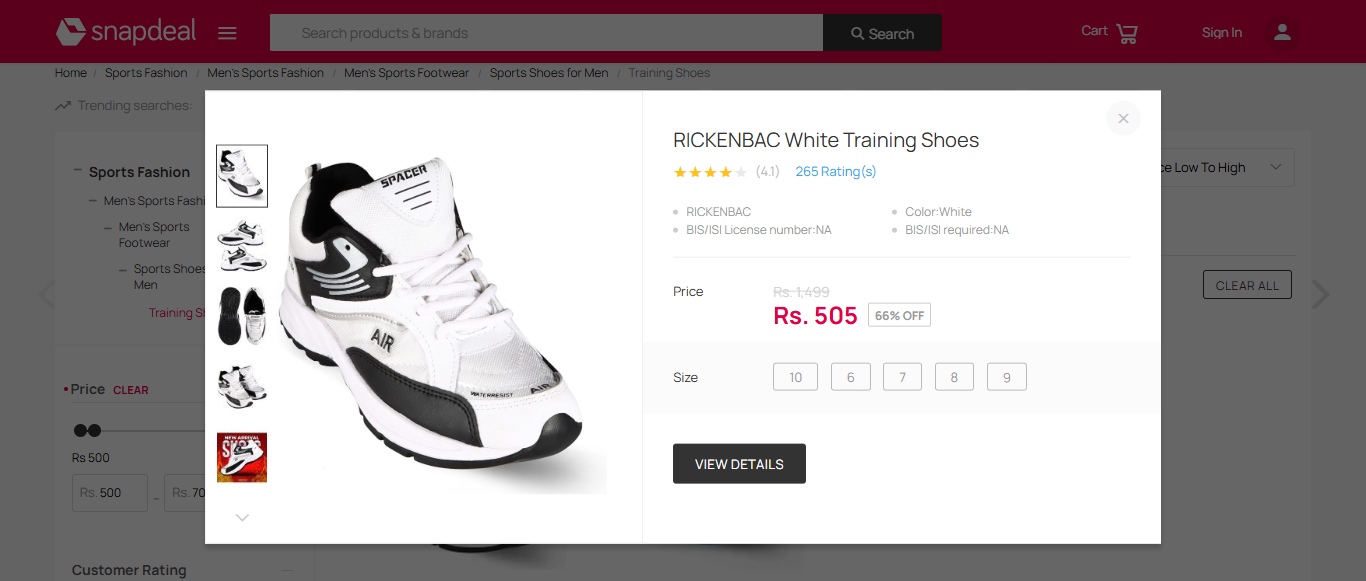 snapdeal
Search products & brands
Search
Cart
Sign In
Home / Sports Fashion / Men's Sports Fashion / Men's Sports Footwear / Sports Shoes for Men / Training Shoes
Trending searches:
Sports Fashion
Men's Sports Fashi
Men's Sports
Footwear
Sports Shoes
Men
Training S
Price CLEAR
Rs 500
Rs. 500 - Rs. 70
Customer Rating
ce Low To High
CLEAR ALL
NEW ARRIVAL
SPACER
AIR
WATERRESIST
AIR
RICKENBAC White Training Shoes
(4.1) 265 Rating(s)
RICKENBAC
Color:White
BIS/ISI License number:NA
BIS/ISI required:NA
Price
Rs. 1,499
Rs. 505 66% OFF
Size 10 6 7 8 9
VIEW DETAILS